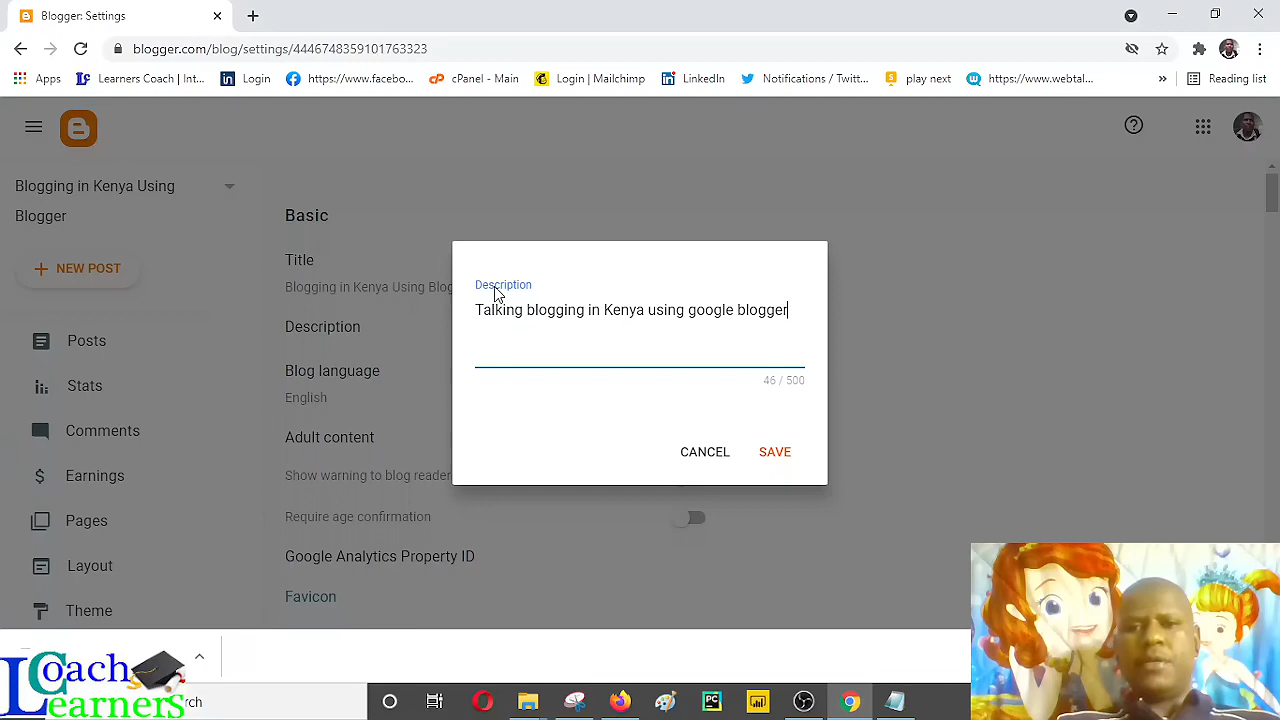 Blogger: Settings
blogger.com/blog/settings/4446748359101763323
Apps
Learners Coach | Int...
Login
https://www.facebo...
cPanel - Main
Login | Mailchimp
LinkedIn
Notifications / Twitt...
play.next
https://www.webtal...
Reading list
Blogging in Kenya Using
Blogger
NEW POST
Posts
Stats
Comments
Earnings
Pages
Layout
Theme
Basic
Title
Blogging in Kenya Using Blog
Description
Blog language
English
Adult content
Show warning to blog reader
Require age confirmation
Google Analytics Property ID
Favicon
Description
Talking blogging in Kenya using google blogger
46 / 500
CANCEL
SAVE
Coach
Learners
rch